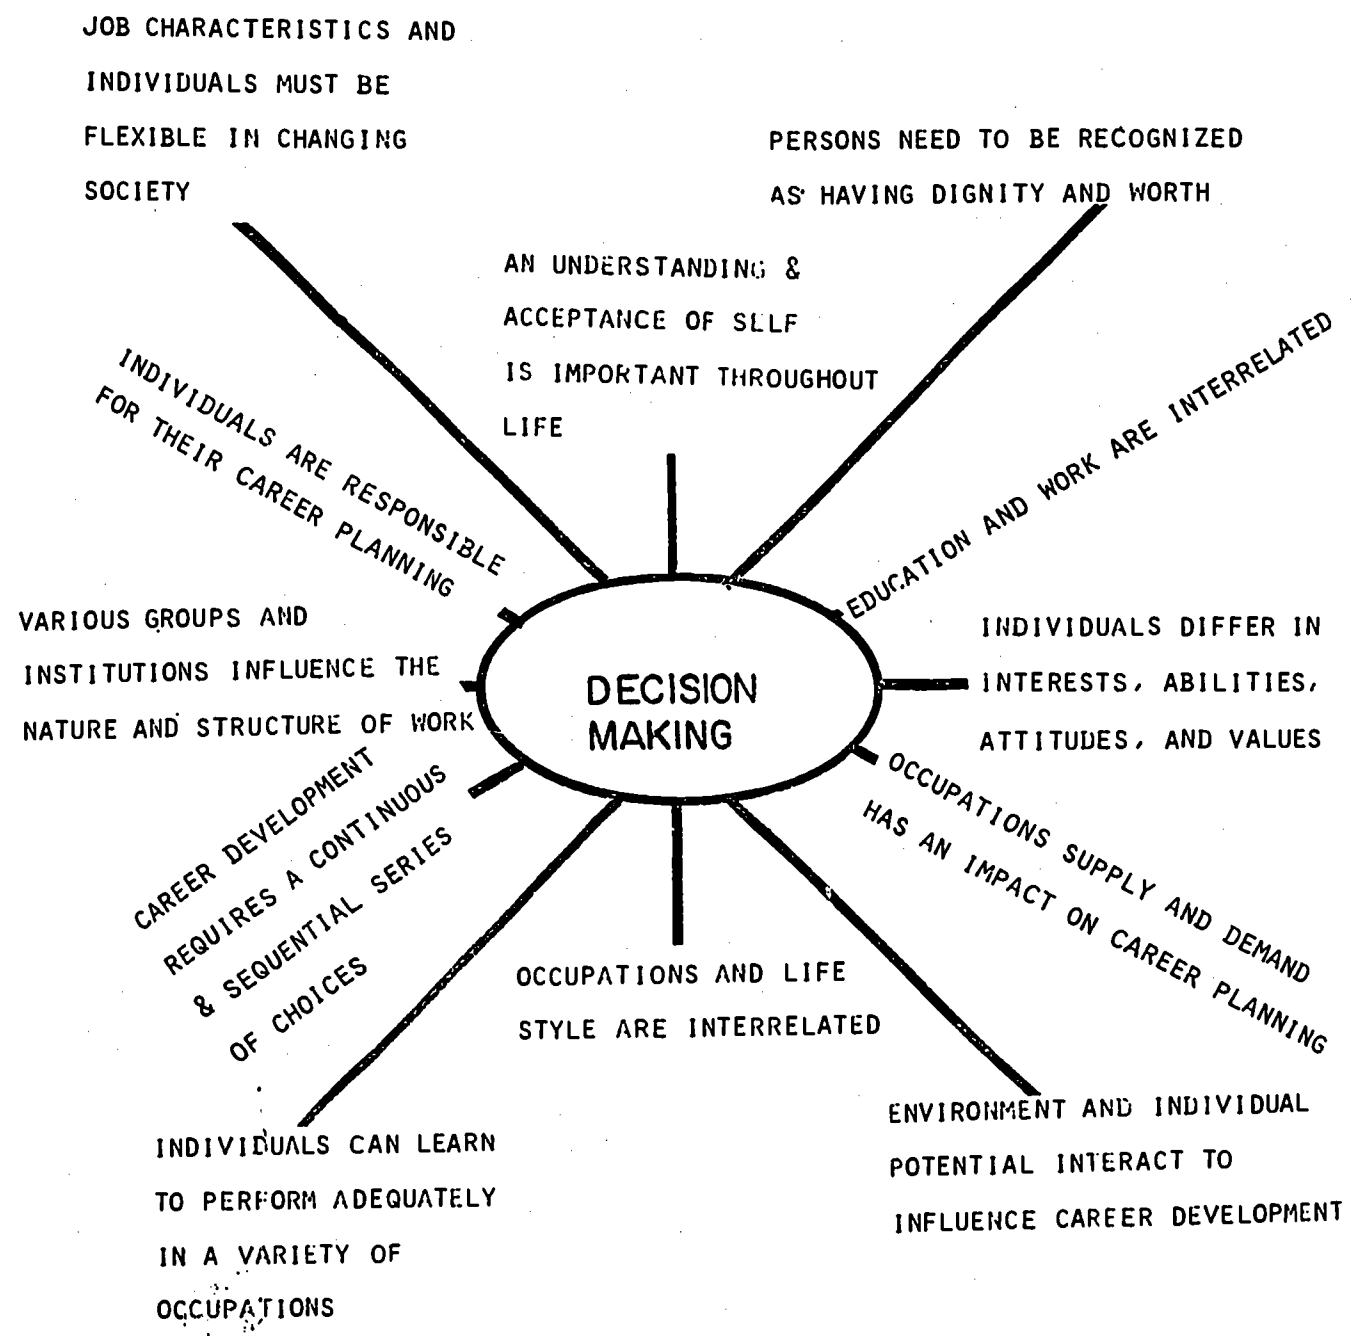 JOB CHARACTERISTICS AND
INDIVIDUALS MUST BE
FLEXIBLE IN CHANGING
SOCIETY
PERSONS NEED TO BE RECOGNIZED
AS HAVING DIGNITY AND WORTH
AN UNDERSTANDING &
ACCEPTANCE OF SELF
IS IMPORTANT THROUGHOUT
LIFE
INDIVIDUALS ARE RESPONSIBLE
FOR THEIR CAREER PLANNING
EDUCATION AND WORK ARE INTERRELATED
VARIOUS GROUPS AND
INSTITUTIONS INFLUENCE THE
NATURE AND STRUCTURE OF WORK
DECISION
MAKING
INDIVIDUALS DIFFER IN
INTERESTS, ABILITIES,
ATTITUDES, AND VALUES
CAREER DEVELOPMENT
REQUIRES A CONTINUOUS
& SEQUENTIAL SERIES
OF CHOICES
OCCUPATIONS SUPPLY AND DEMAND
HAS AN IMPACT ON CAREER PLANNING
OCCUPATIONS AND LIFE
STYLE ARE INTERRELATED
INDIVIDUALS CAN LEARN
TO PERFORM ADEQUATELY
IN A VARIETY OF
OCCUPATIONS
ENVIRONMENT AND INDIVIDUAL
POTENTIAL INTERACT TO
INFLUENCE CAREER DEVELOPMENT